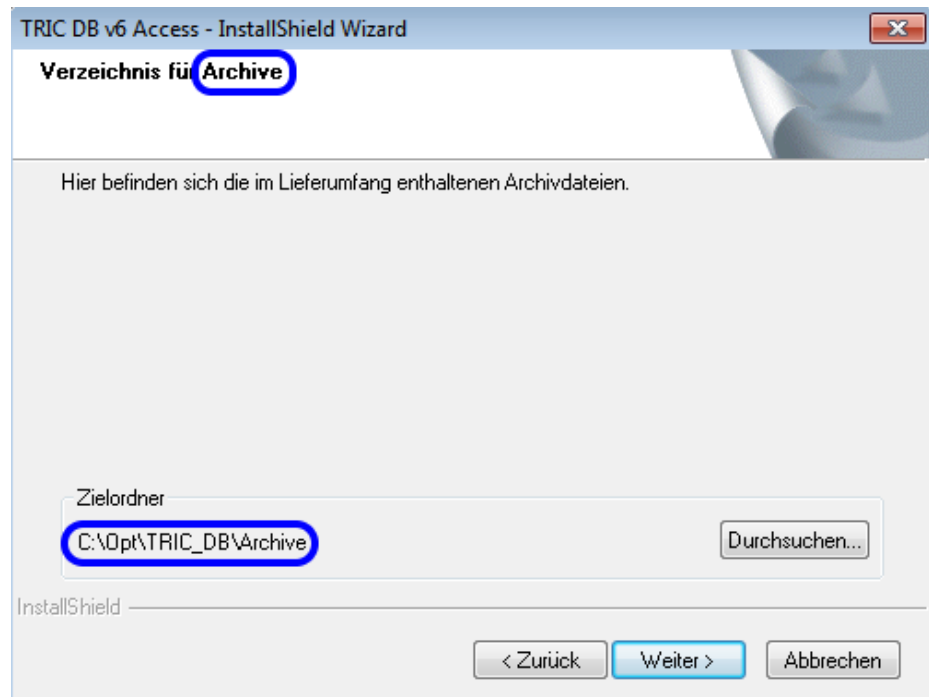 TRIC DB v6 Access - InstallShield Wizard
Verzeichnis für Archive
Hier befinden sich die im Lieferumfang enthaltenen Archivdateien.
Zielordner
C:\Opt\TRIC_DB\Archive
Durchsuchen...
InstallShield
< Zurück
Weiter >
Abbrechen